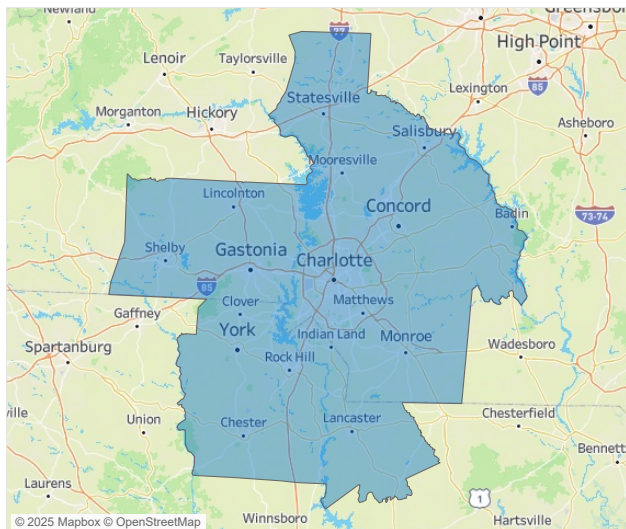 Newland
Greensbo
77
Lenoir
Taylorsville
High Point
85
Statesville
Lexington
Morganton
Hickory
Salisbury
Asheboro
Mooresville
Lincolnton
Concord
Badin
73-74
Shelby
Gastonia
Charlotte
85
Clover
Matthews
Gaffney
York
Indian Land
Monroe
Spartanburg
Rock Hill
Wadesboro
ville
Union
Chester
Lancaster
Chesterfield
Bennett
Laurens
1
Winnsboro
Hartsville
© 2025 Mapbox © OpenStreetMap